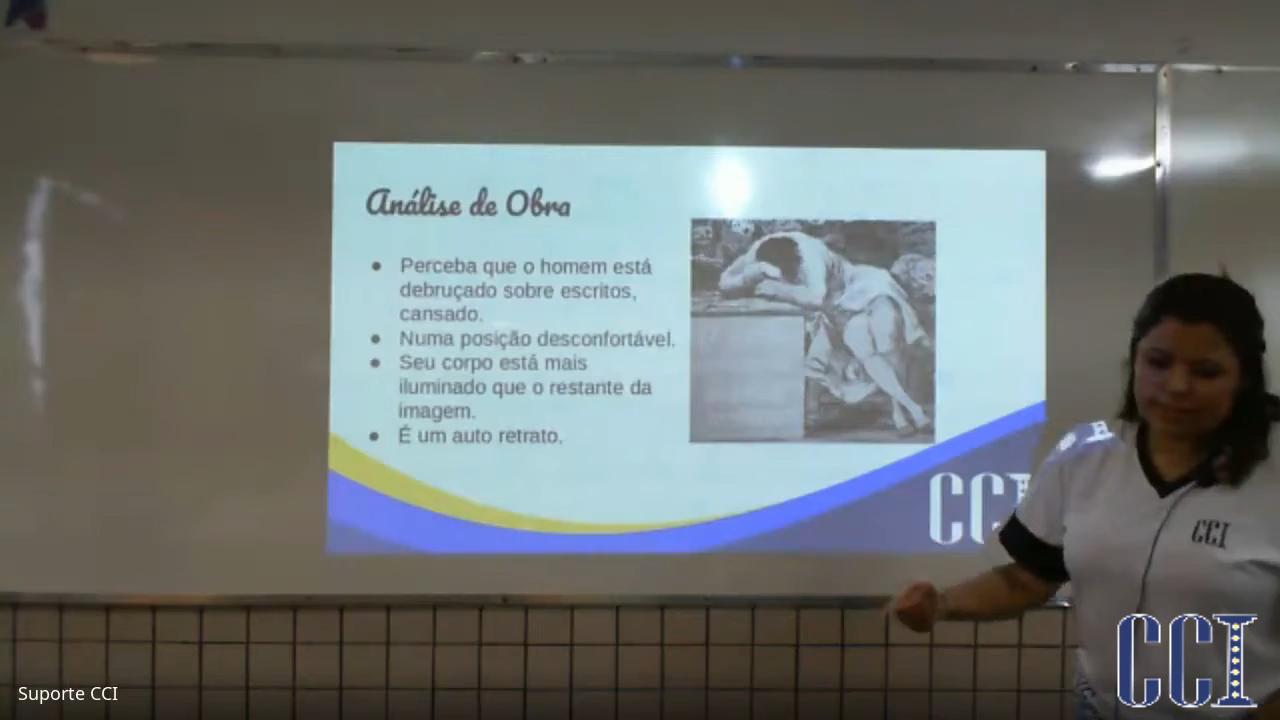 Análise de Obra
● Perceba que o homem está
debruçado sobre escritos,
cansado.
● Numa posição desconfortável.
● Seu corpo está mais
iluminado que o restante da
imagem.
● É um auto retrato.
CCI
CCI
CCI
Suporte CCI